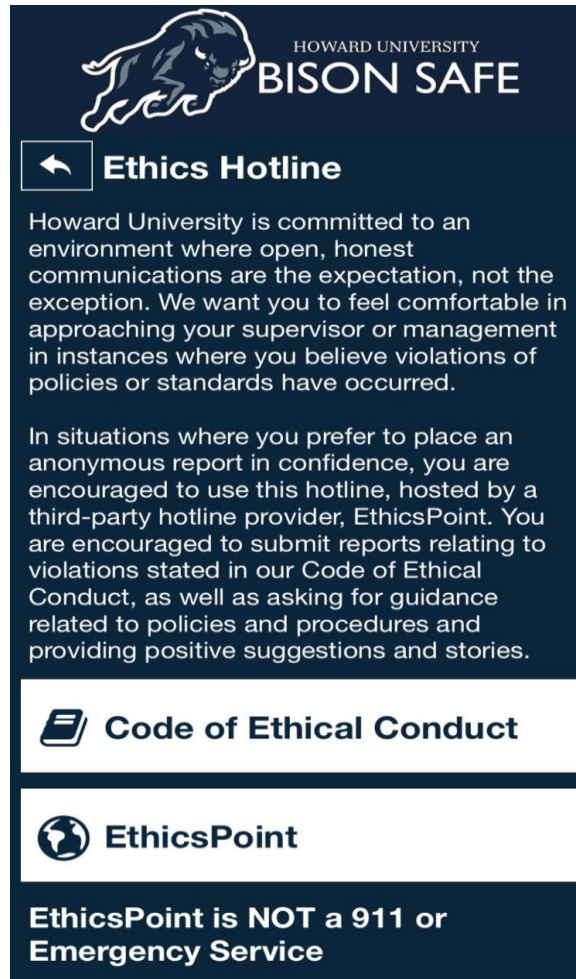 HOWARD UNIVERSITY
BISON SAFE
Ethics Hotline
Howard University is committed to an
environment where open, honest
communications are the expectation, not the
exception. We want you to feel comfortable in
approaching your supervisor or management
in instances where you believe violations of
policies or standards have occurred.
In situations where you prefer to place an
anonymous report in confidence, you are
encouraged to use this hotline, hosted by a
third-party hotline provider, EthicsPoint. You
are encouraged to submit reports relating to
violations stated in our Code of Ethical
Conduct, as well as asking for guidance
related to policies and procedures and
providing positive suggestions and stories.
Code of Ethical Conduct
EthicsPoint
EthicsPoint is NOT a 911 or
Emergency Service